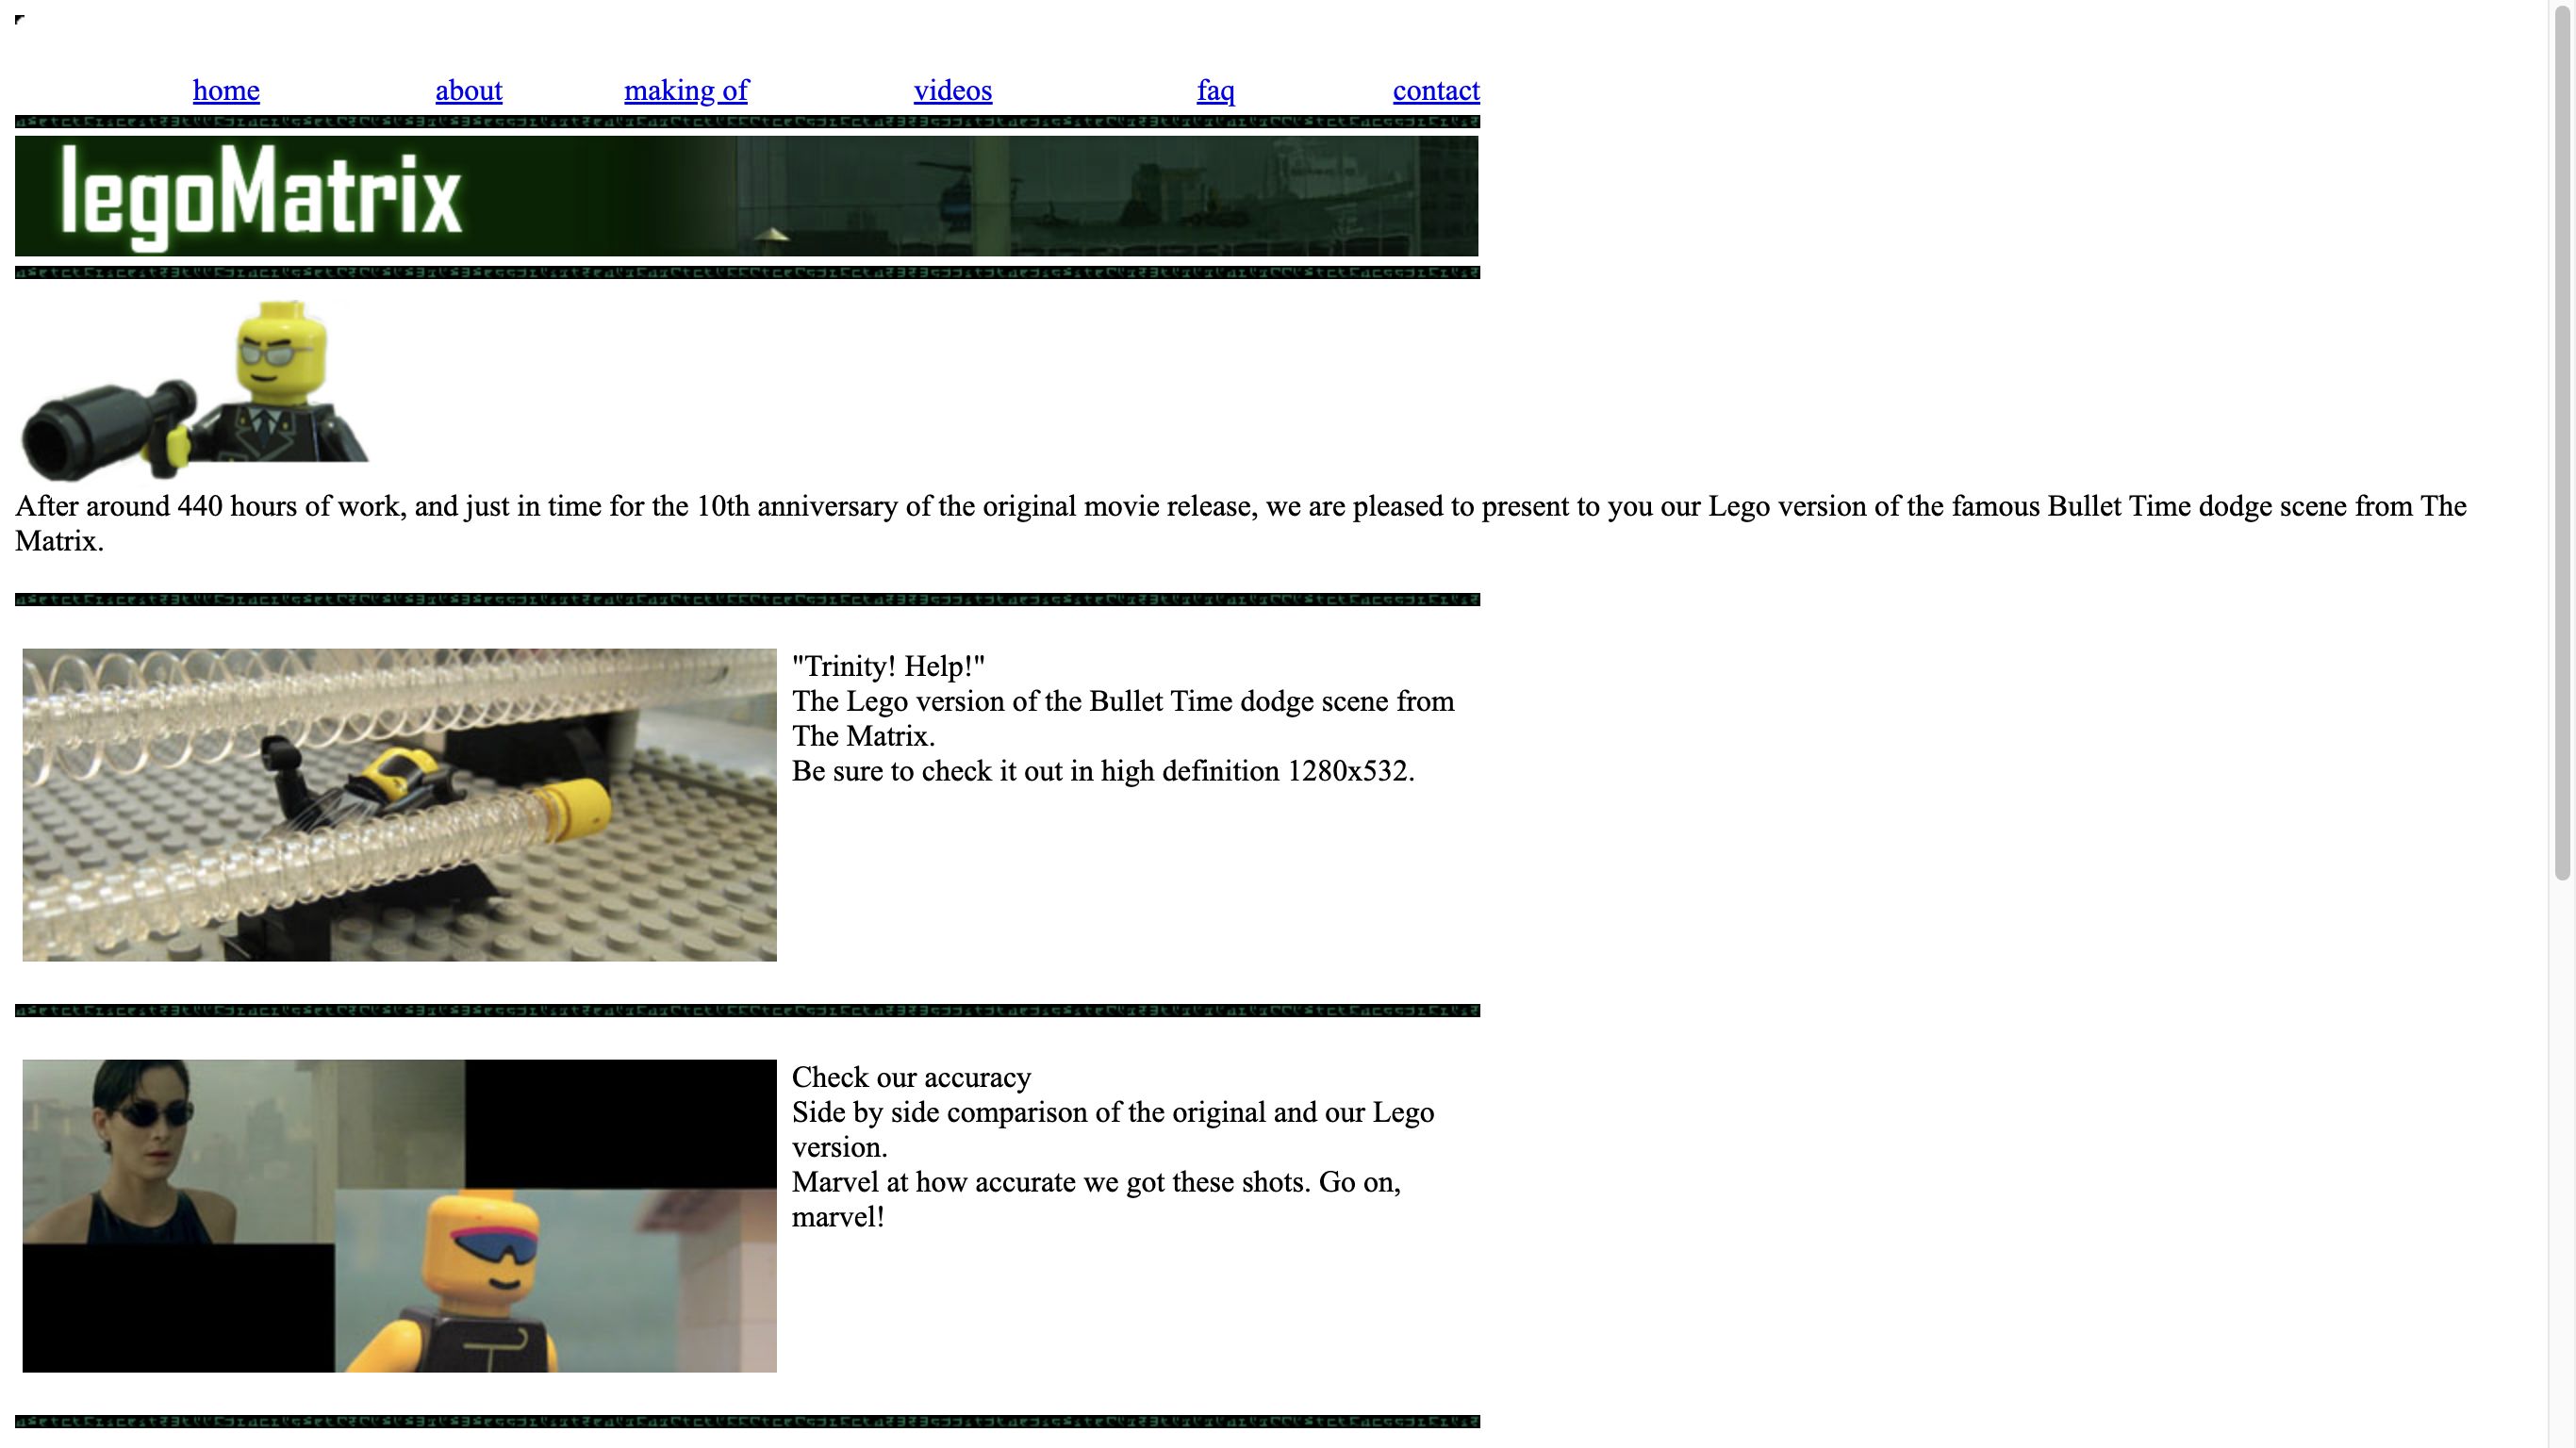 home about making of videos faq contact
legoMatrix
After around 440 hours of work, and just in time for the 10th anniversary of the original movie release, we are pleased to present to you our Lego version of the famous Bullet Time dodge scene from The
Matrix.
"Trinity! Help!"
The Lego version of the Bullet Time dodge scene from
The Matrix.
Be sure to check it out in high definition 1280x532.
Check our accuracy
Side by side comparison of the original and our Lego
version.
Marvel at how accurate we got these shots. Go on,
marvel!